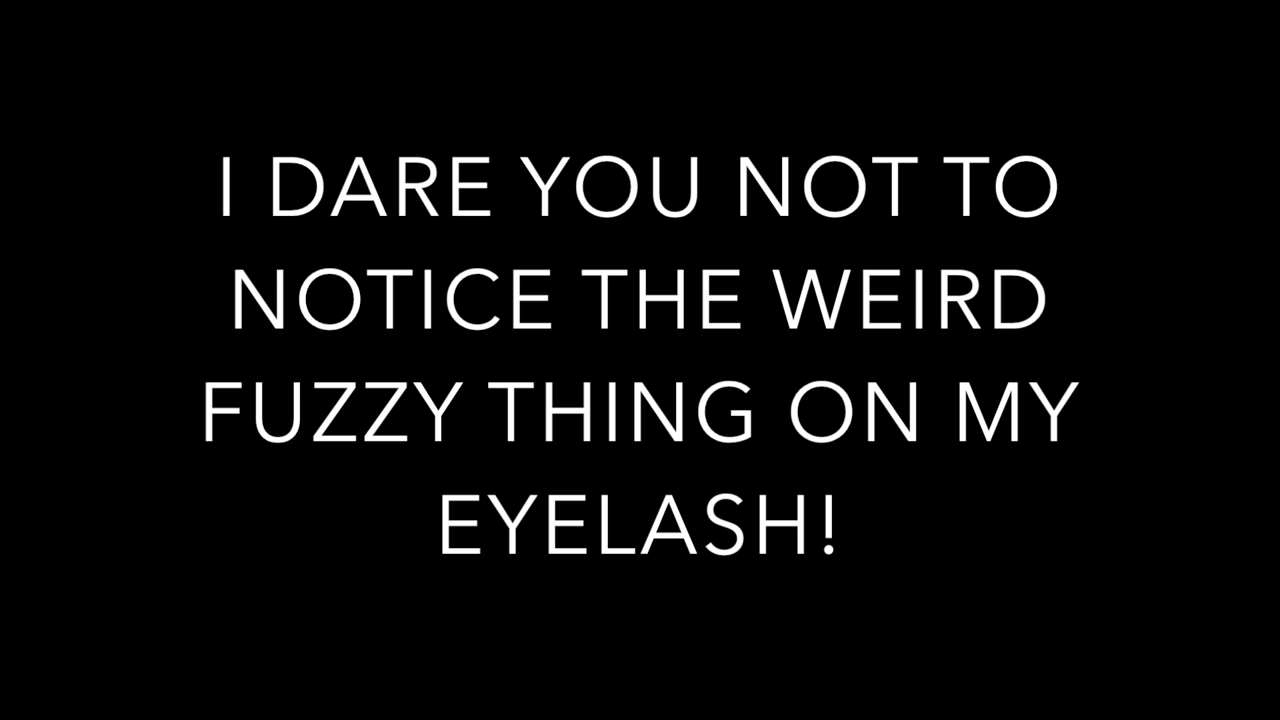 I DARE YOU NOT TO
NOTICE THE WEIRD
FUZZY THING ON MY
EYELASH!